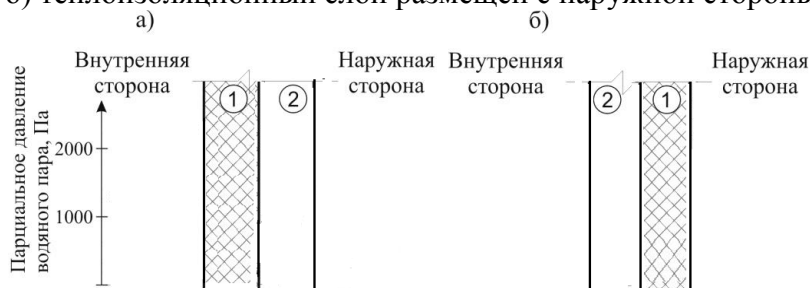 б) теплоизоляционный слой размещен с наружной стороны
а)
б)
Внутренняя
сторона
Наружная
сторона
Внутренняя
сторона
Наружная
сторона
1
2
2
1
Парциальное давление
водяного пара, Па
2000
1000